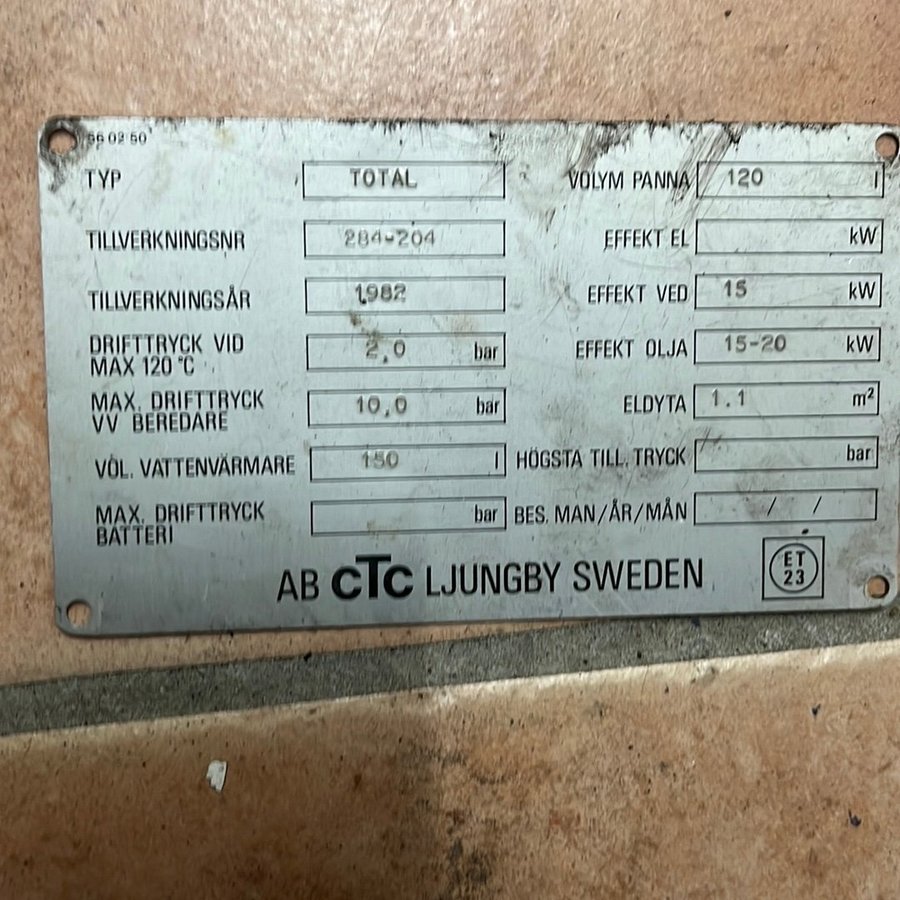 56 02 50
TYP TOTAL VOLYM PANNA 120 l
TILLVERKNINGSNR 284-204 EFFEKT EL kW
TILLVERKNINGSÅR 1982 EFFEKT VED 15 kW
DRIFTTRYCK VID
MAX 120 °C 2,0 bar EFFEKT OLJA 15-20 kW
MAX. DRIFTTRYCK
VV BEREDARE 10,0 bar ELDYTA 1.1 m²
VOL. VATTENVÄRMARE 150 l HÖGSTA TILL. TRYCK bar
MAX. DRIFTTRYCK
BATTERI bar BES. MAN/ÅR/MÅN / /
AB CTC LJUNGBY SWEDEN
ET
23